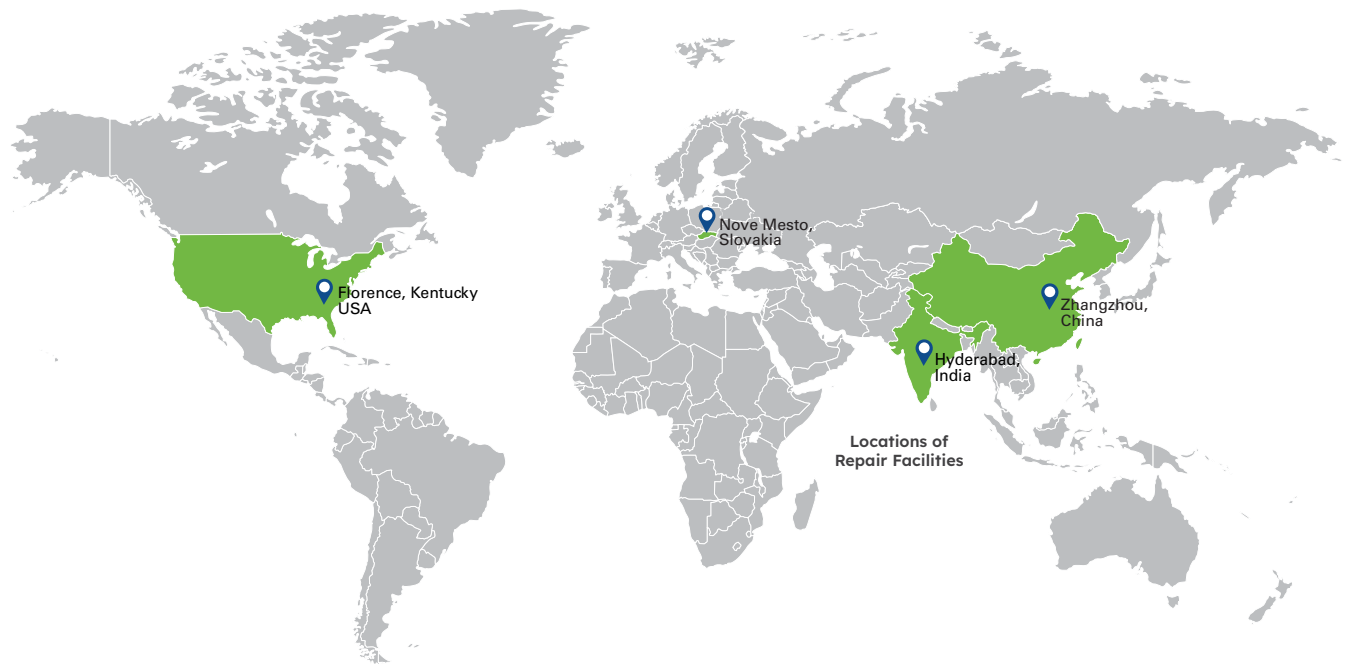 Nove Mesto,
Slovakia
Florence, Kentucky
USA
Zhangzhou,
China
Hyderabad,
India
Locations of
Repair Facilities